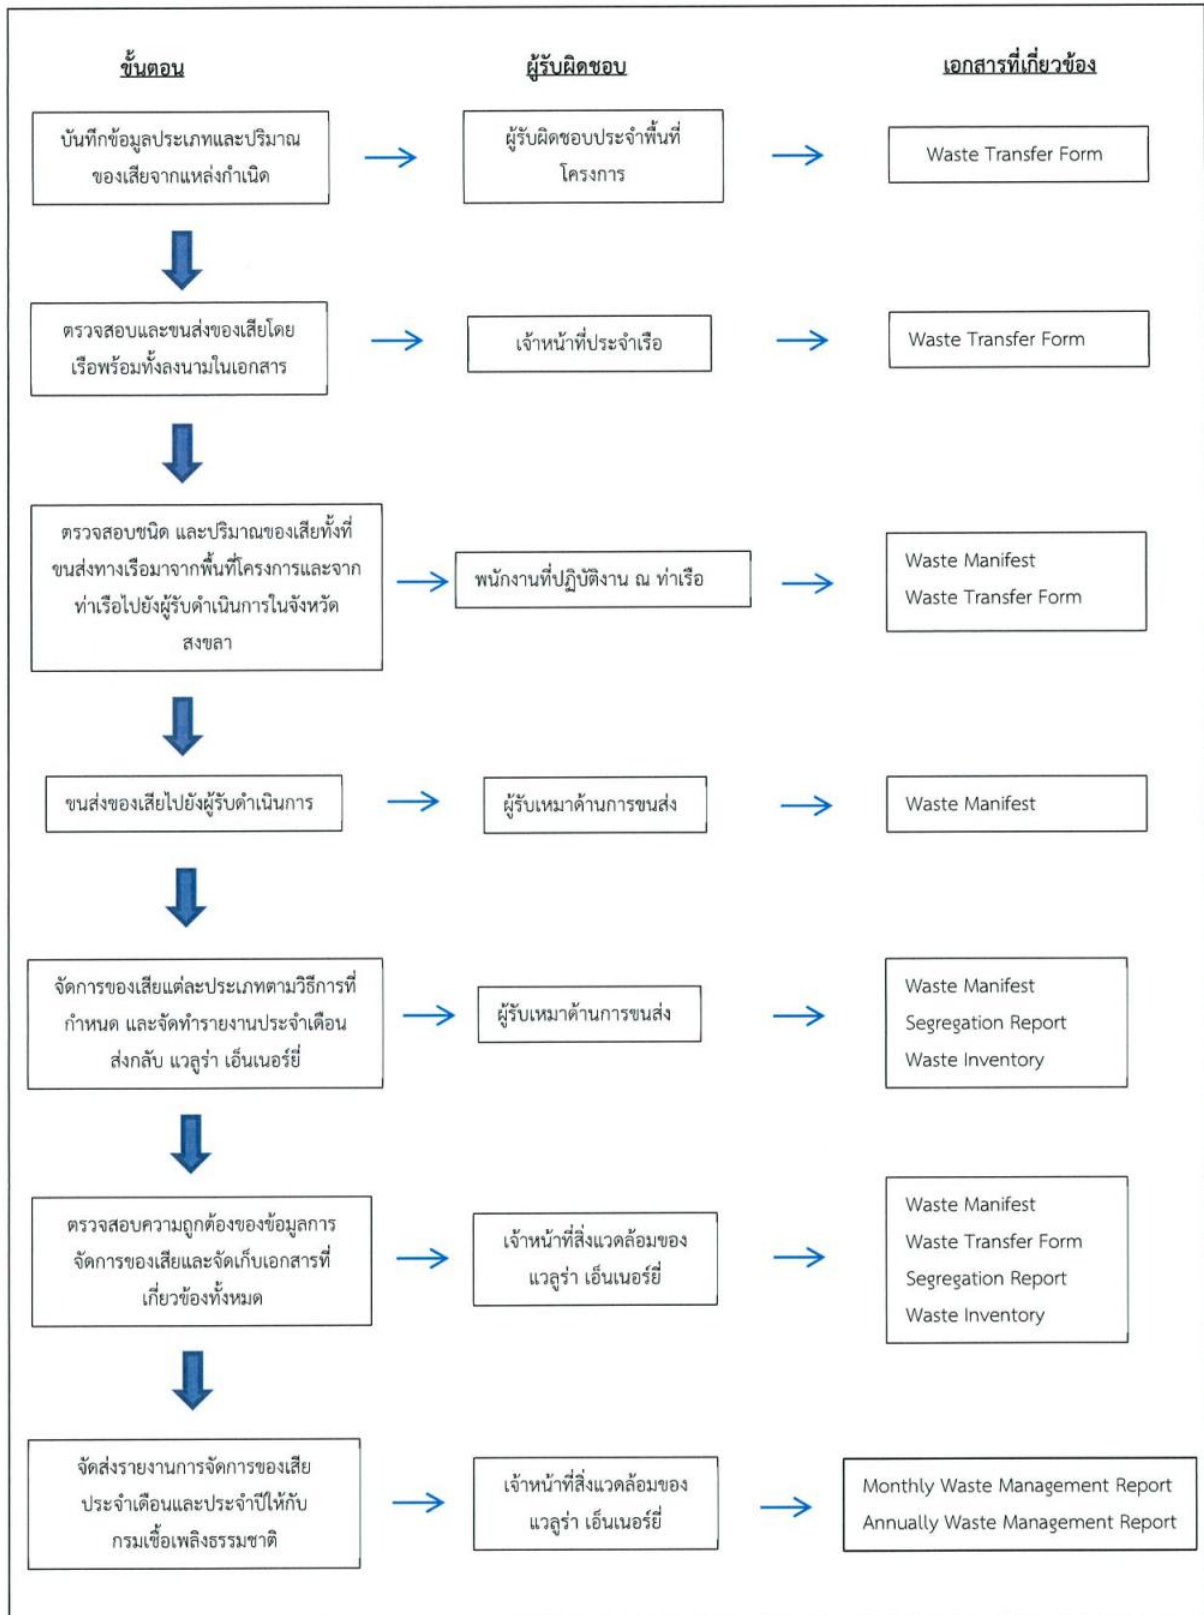 ขั้นตอน
ผู้รับผิดชอบ
เอกสารที่เกี่ยวข้อง
บันทึกข้อมูลประเภทและปริมาณ
ของเสียจากแหล่งกำเนิด
ผู้รับผิดชอบประจำพื้นที่
โครงการ
Waste Transfer Form
ตรวจสอบและขนส่งของเสียโดย
เรือพร้อมทั้งลงนามในเอกสาร
เจ้าหน้าที่ประจำเรือ
Waste Transfer Form
ตรวจสอบชนิด และปริมาณของเสียทั้งที่
ขนส่งทางเรือมาจากพื้นที่โครงการและจาก
ท่าเรือไปยังผู้รับดำเนินการในจังหวัด
สงขลา
พนักงานที่ปฏิบัติงาน ณ ท่าเรือ
Waste Manifest
Waste Transfer Form
ขนส่งของเสียไปยังผู้รับดำเนินการ
ผู้รับเหมาด้านการขนส่ง
Waste Manifest
จัดการของเสียแต่ละประเภทตามวิธีการที่
กำหนด และจัดทำรายงานประจำเดือน
ส่งกลับ แวลูร่า เอ็นเนอร์ยี่
ผู้รับเหมาด้านการขนส่ง
Waste Manifest
Segregation Report
Waste Inventory
ตรวจสอบความถูกต้องของข้อมูลการ
จัดการของเสียและจัดเก็บเอกสารที่
เกี่ยวข้องทั้งหมด
เจ้าหน้าที่สิ่งแวดล้อมของ
แวลูร่า เอ็นเนอร์ยี่
Waste Manifest
Waste Transfer Form
Segregation Report
Waste Inventory
จัดส่งรายงานการจัดการของเสีย
ประจำเดือนและประจำปีให้กับ
กรมเชื้อเพลิงธรรมชาติ
เจ้าหน้าที่สิ่งแวดล้อมของ
แวลูร่า เอ็นเนอร์ยี่
Monthly Waste Management Report
Annually Waste Management Report